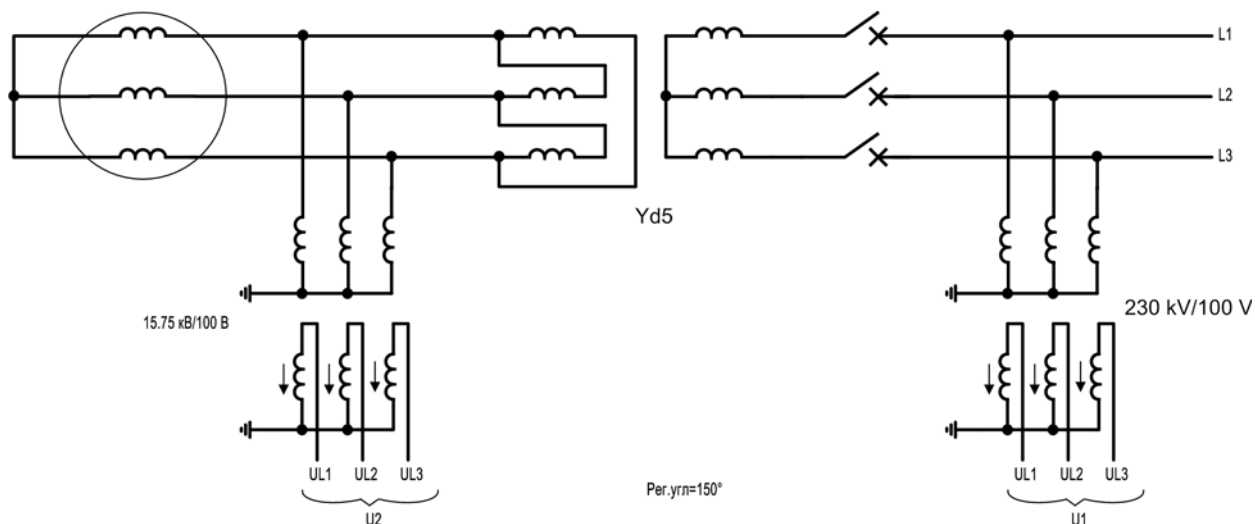 L1
L2
L3
Yd5
15.75 кВ/100 В
230 kV/100 V
UL1 UL2 UL3
U2
Рег.угл=150°
UL1 UL2 UL3
U1